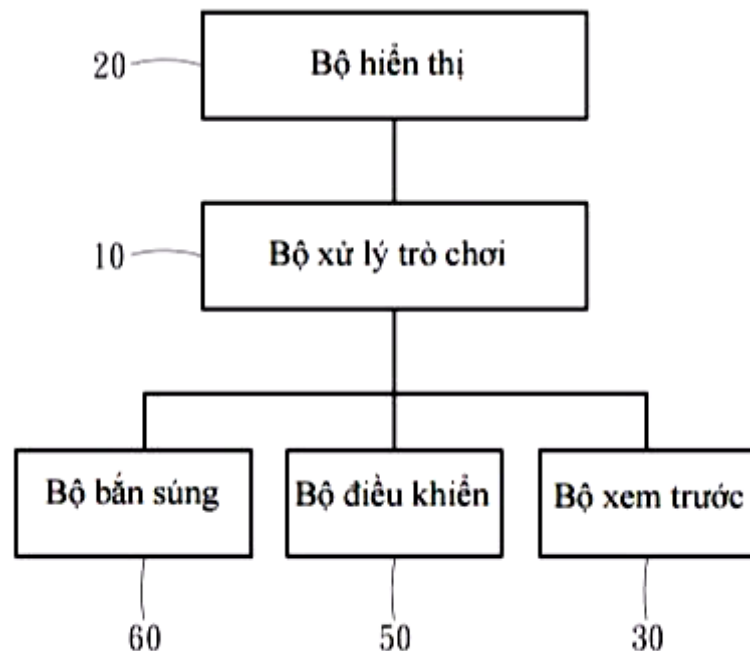 20
Bộ hiển thị
10
Bộ xử lý trò chơi
Bộ bắn súng
Bộ điều khiển
Bộ xem trước
60
50
30